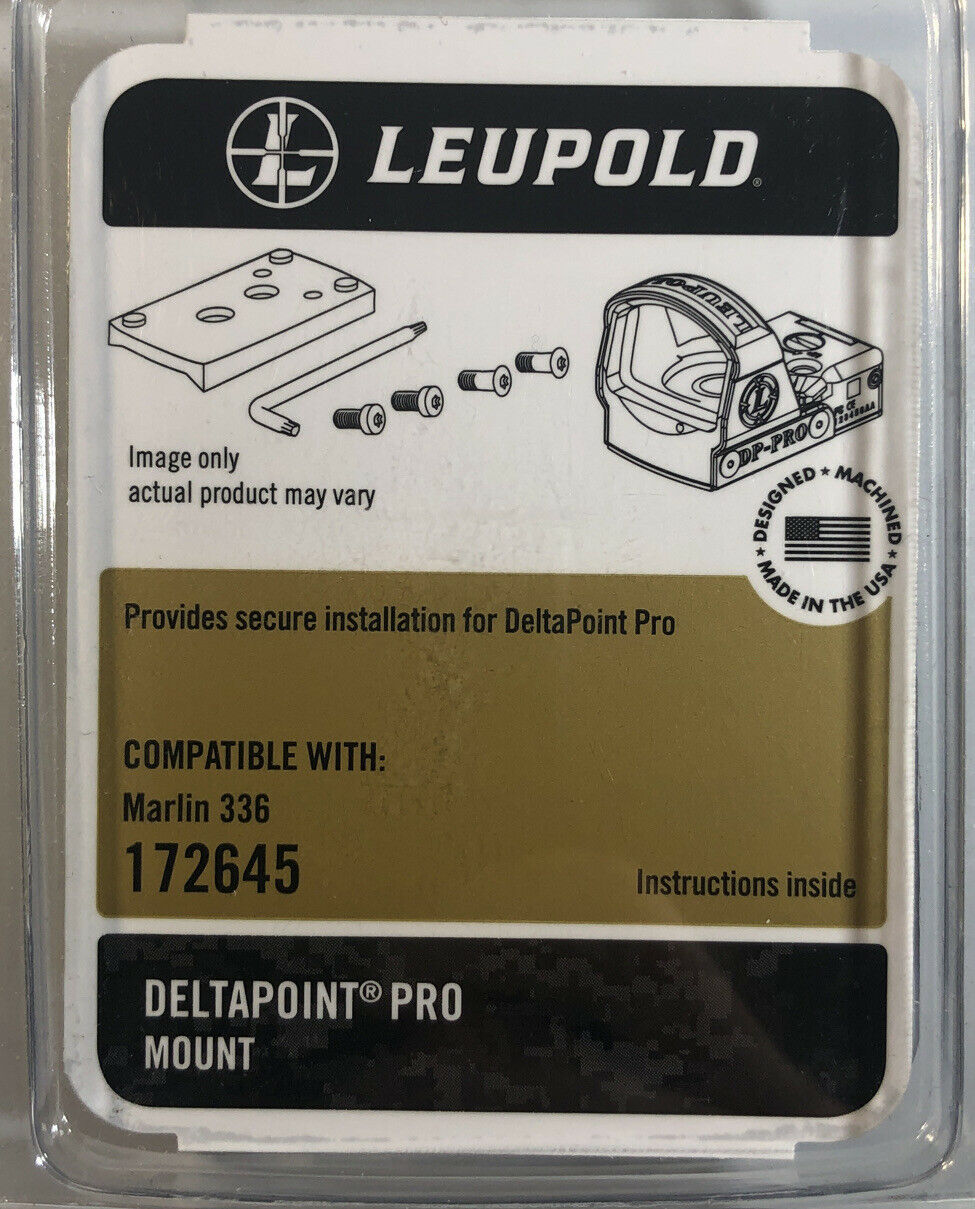 LEUPOLD®
LEUPOLD
DP-PRO
Image only
actual product may vary
DESIGNED ★ MACHINED ★ MADE IN THE USA ★
Provides secure installation for DeltaPoint Pro
COMPATIBLE WITH:
Marlin 336
172645
Instructions inside
DELTAPOINT® PRO
MOUNT